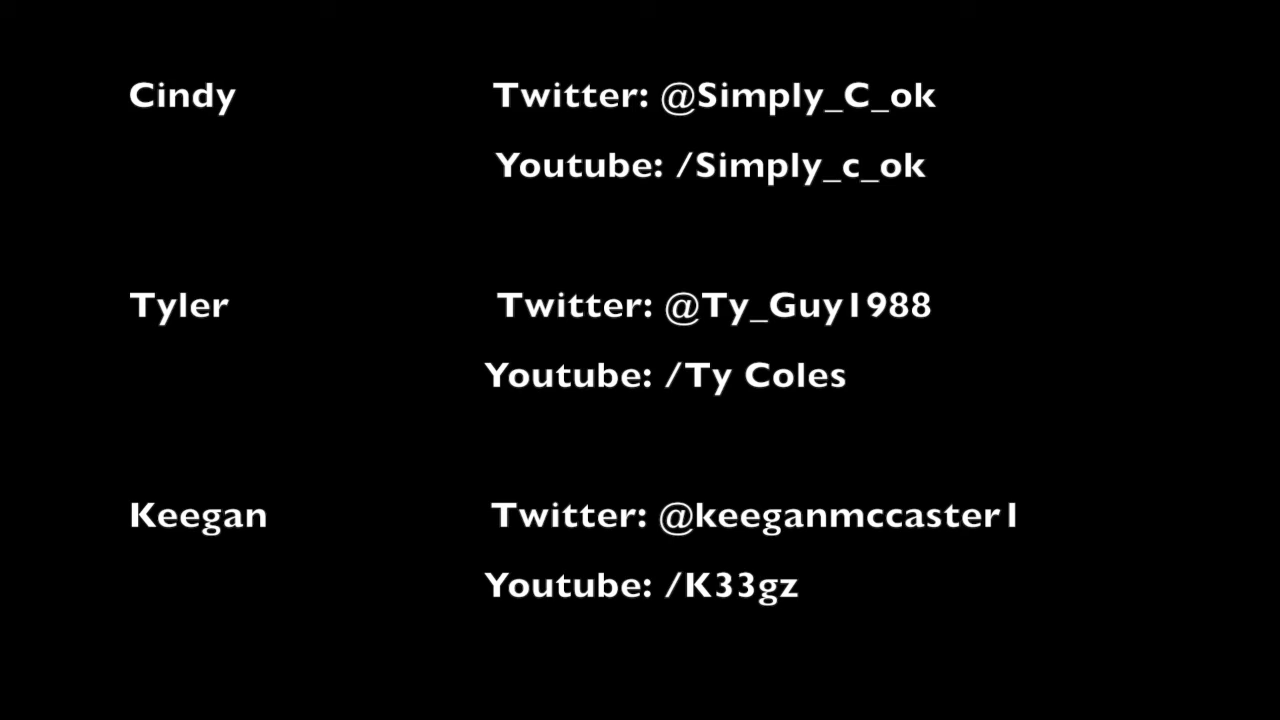 Cindy Twitter: @Simply_C_ok
Youtube: /Simply_c_ok
Tyler Twitter: @Ty_Guy1988
Youtube: /Ty Coles
Keegan Twitter: @keeganmccaster1
Youtube: /K33gz